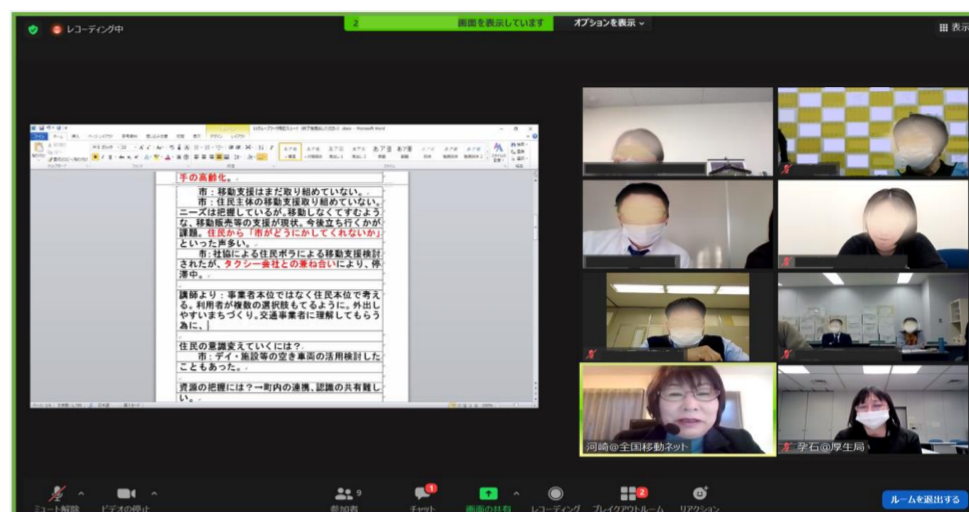 レコーディング中
2 画面を表示しています
オプションを表示
表示
手の高齢化。
市：移動支援はまだ取り組めていない。
市：住民主体の移動支援取り組めていない。
ニーズは把握しているが、移動しなくてすむよう
な、移動販売等の支援が現状。今後立ち行くかが
課題。住民から「市がどうにかしてくれないか」
といった声多い。
市：社協による住民ボラによる移動支援検討
されたが、タクシー会社との兼ね合いにより、停
滞中。
講師より：事業者本位ではなく住民本位で考え
る。利用者が複数の選択肢もてるように。外出し
やすいまちづくり。交通事業者に理解してもらう
為に、
住民の意識変えていくには？
市：デイ・施設等の空き車両の活用検討した
こともあった。
資源の把握には？→町内の連携、認識の共有難し
い。
河崎@全国移動ネット
孕石@厚生局
ミュート解除
ビデオの停止
参加者
9
チャット
1
画面の共有
レコーディング
ブレイクアウトルーム
2
リアクション
ルームを退出する